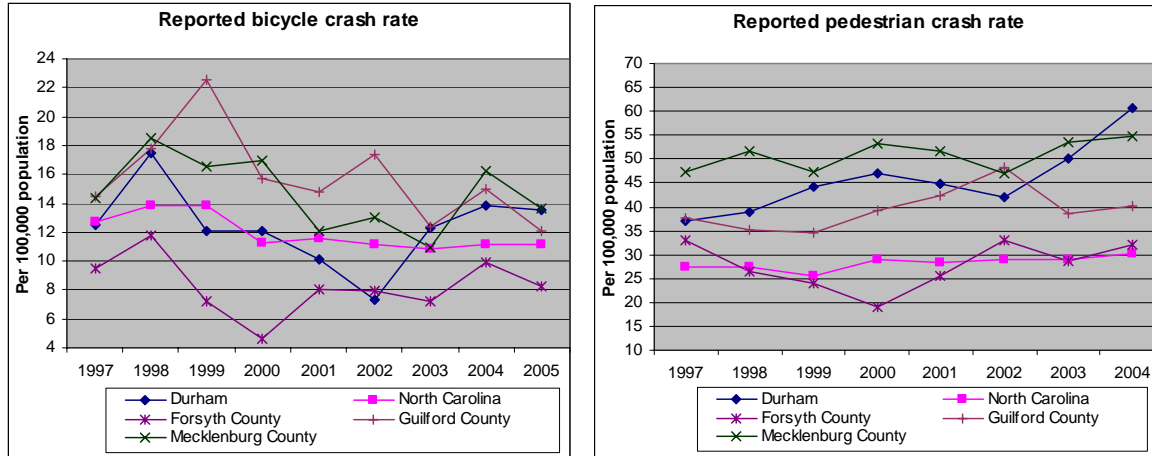 Reported bicycle crash rate
Per 100,000 population
24
22
20
18
16
14
12
10
8
6
4
1997 1998 1999 2000 2001 2002 2003 2004 2005
Durham North Carolina
Forsyth County Guilford County
Mecklenburg County
Reported pedestrian crash rate
Per 100,000 population
70
65
60
55
50
45
40
35
30
25
20
15
10
1997 1998 1999 2000 2001 2002 2003 2004
Durham North Carolina
Forsyth County Guilford County
Mecklenburg County